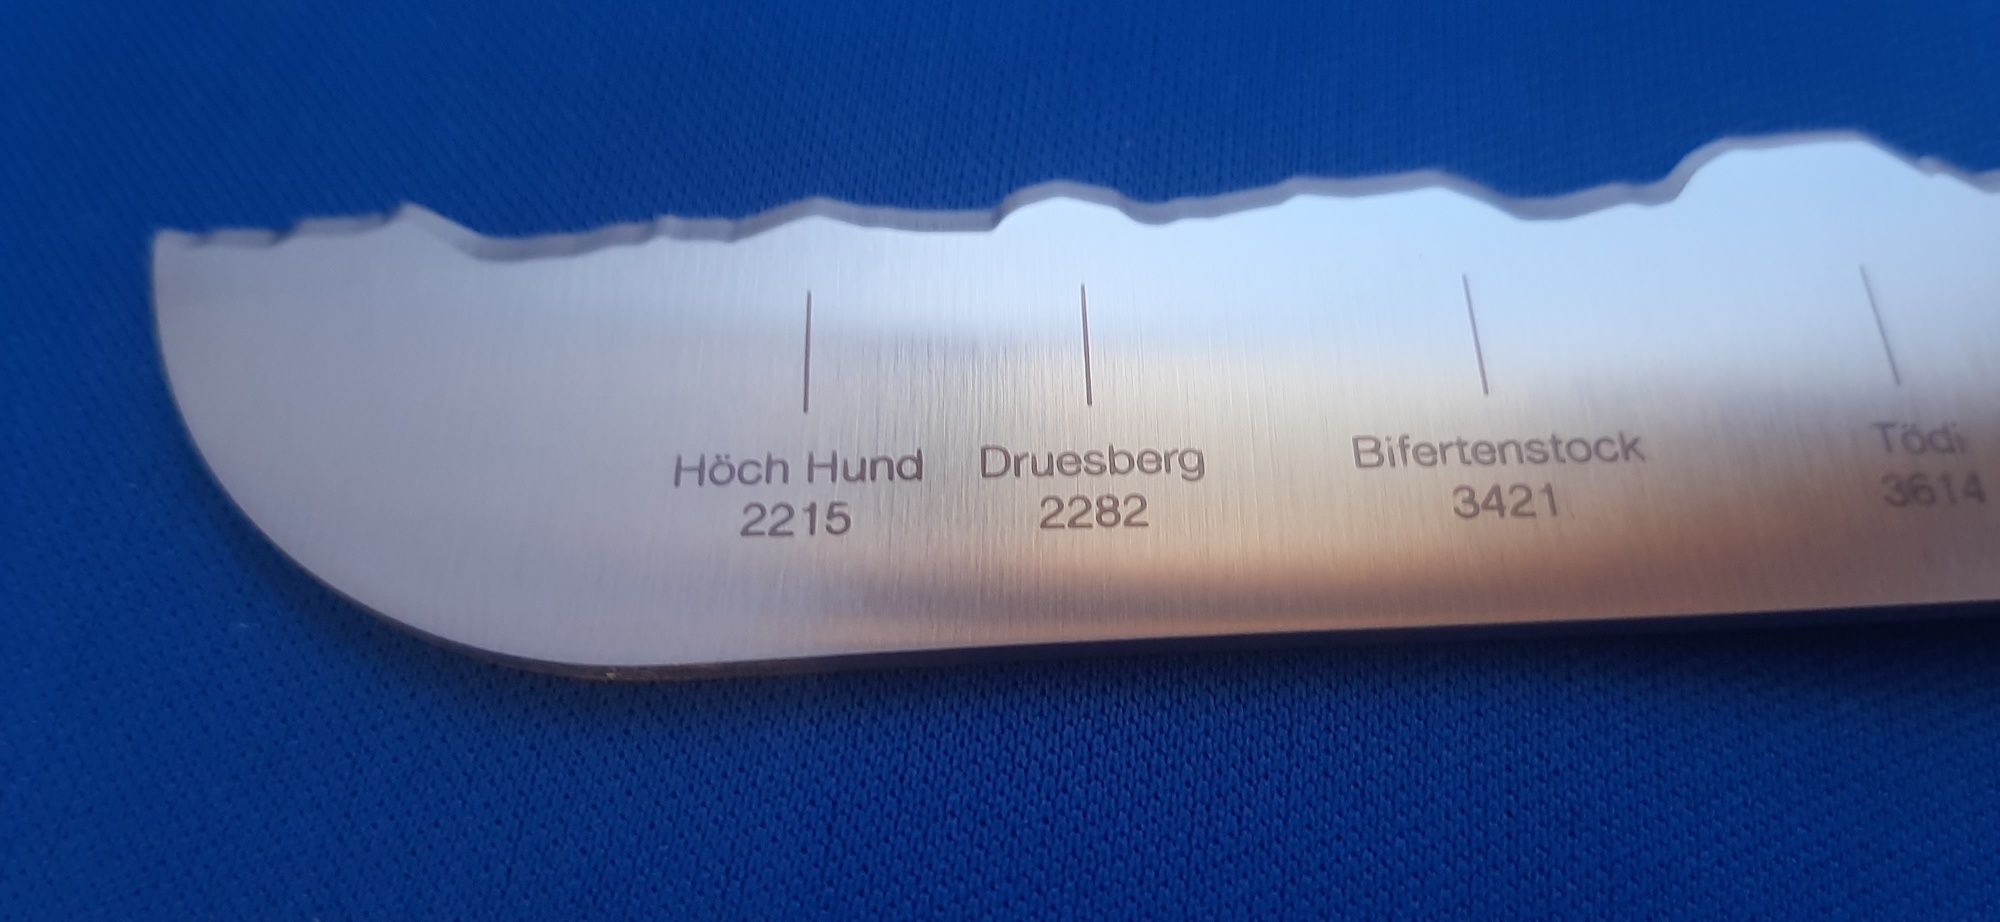 Höch Hund
2215
Druesberg
2282
Bifertenstock
3421
Tödi
3614